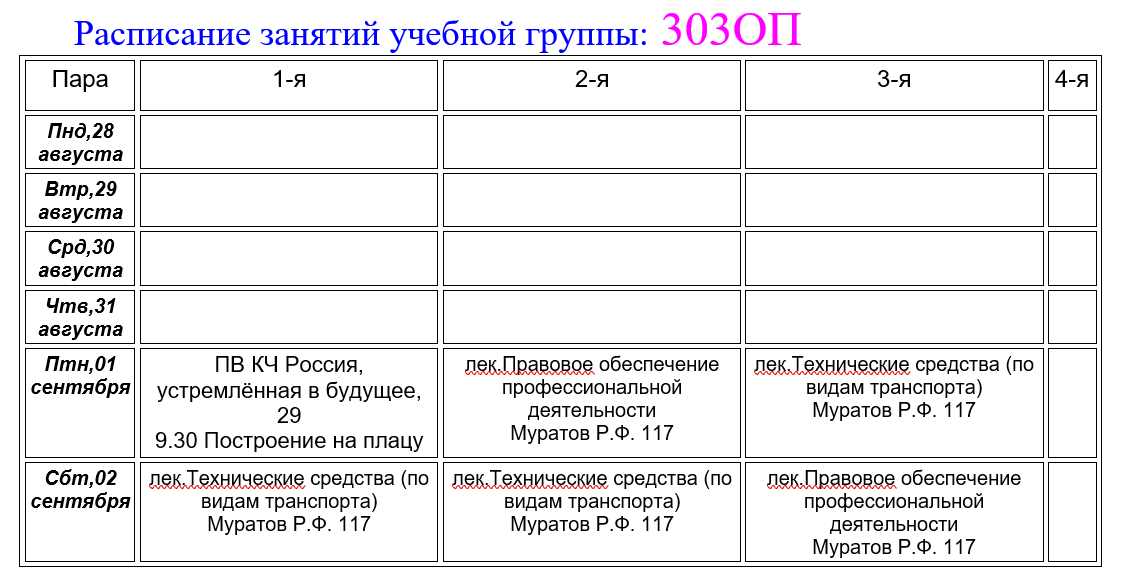 Расписание занятий учебной группы: 303ОП
Пара 1-я 2-я 3-я 4-я
Пнд,28
августа
Втр,29
августа
Срд,30
августа
Чтв,31
августа
Птн,01
сентября
ПВ КЧ Россия,
устремлённая в будущее,
29
9.30 Построение на плацу
лек.Правовое обеспечение
профессиональной
деятельности
Муратов Р.Ф. 117
лек.Технические средства (по
видам транспорта)
Муратов Р.Ф. 117
Сбт,02
сентября
лек.Технические средства (по
видам транспорта)
Муратов Р.Ф. 117
лек.Технические средства (по
видам транспорта)
Муратов Р.Ф. 117
лек.Правовое обеспечение
профессиональной
деятельности
Муратов Р.Ф. 117